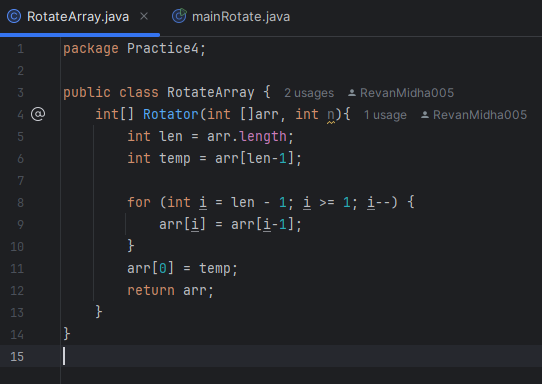 RotateArray.java
mainRotate.java
1 package Practice4;
2
3 public class RotateArray { 2 usages RevanMidha005
4 @ int[] Rotator(int []arr, int n){ 1 usage RevanMidha005
5 int len = arr.length;
6 int temp = arr[len-1];
7
8 for (int i = len - 1; i >= 1; i--) {
9 arr[i] = arr[i-1];
10 }
11 arr[0] = temp;
12 return arr;
13 }
14 }
15